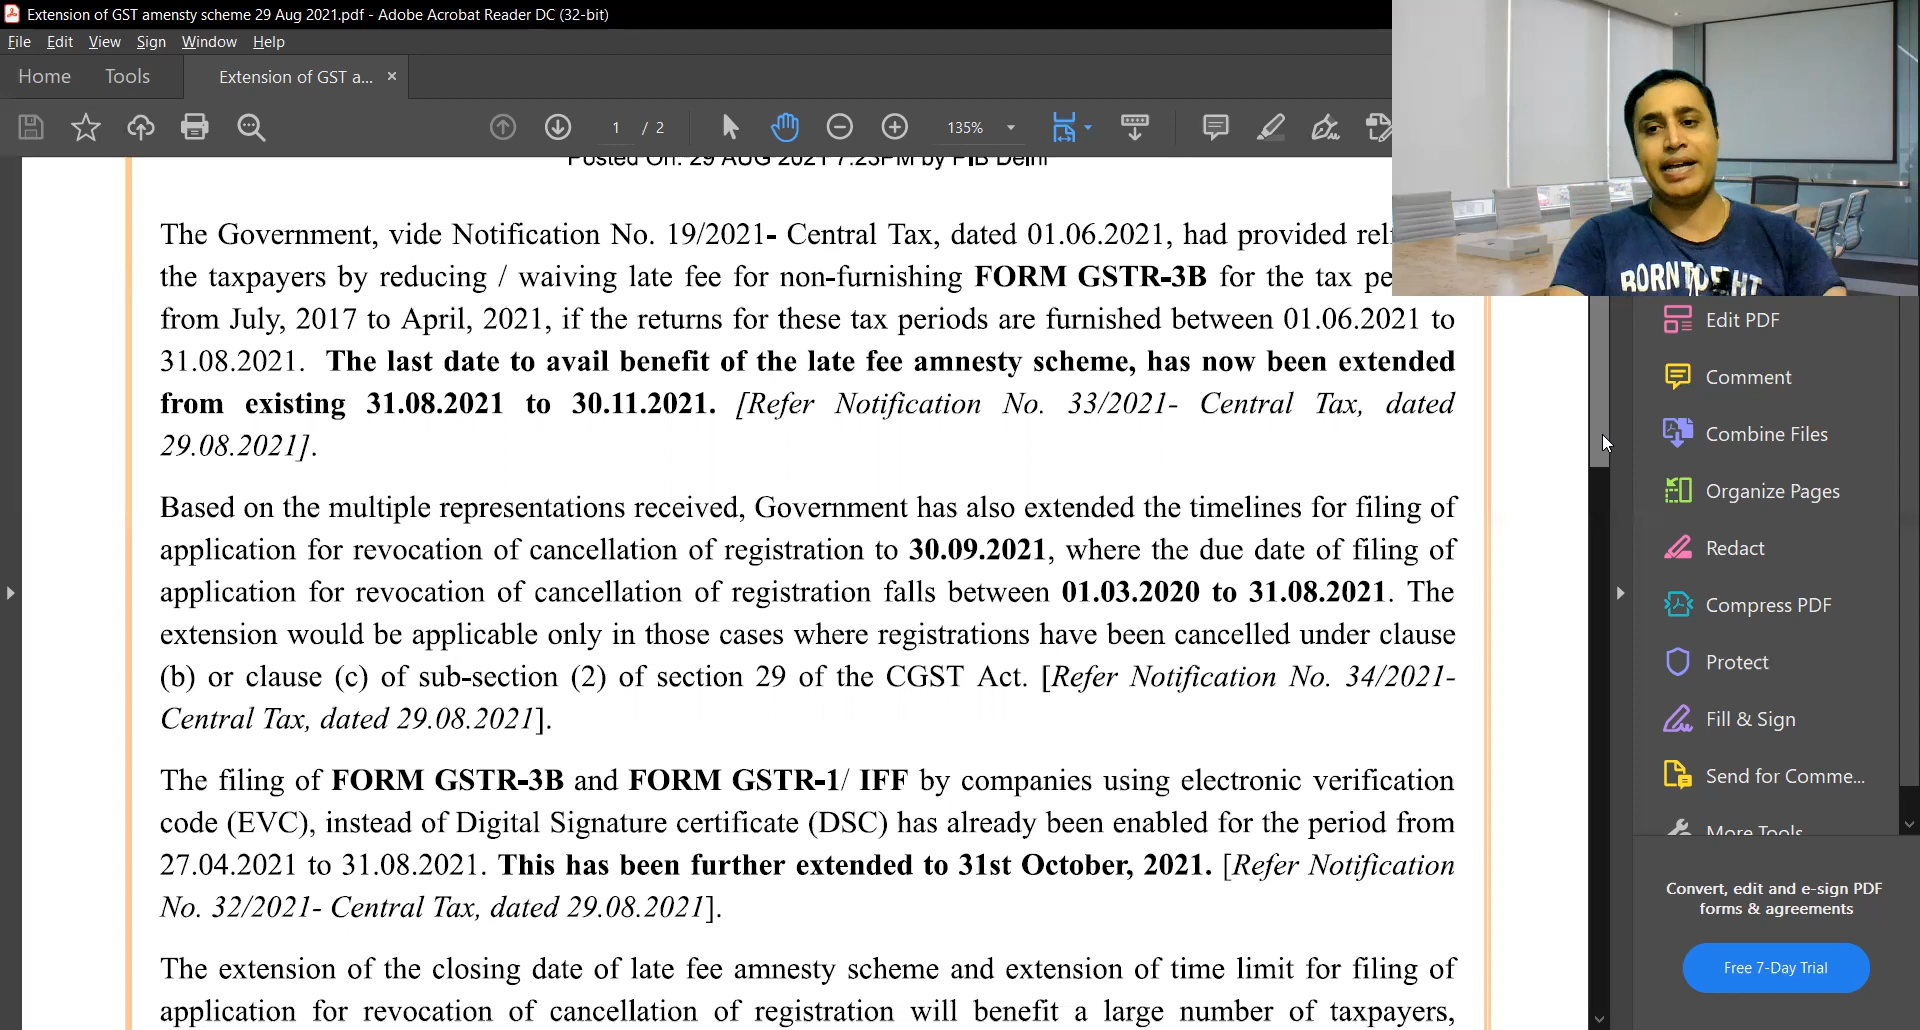 Extension of GST amensty scheme 29 Aug 2021.pdf - Adobe Acrobat Reader DC (32-bit)
File Edit View Sign Window Help
Home Tools Extension of GST a... ×
1 / 2 135%
Posted On: 29 AUG 2021 7:23PM by PIB Delhi
The Government, vide Notification No. 19/2021- Central Tax, dated 01.06.2021, had provided
the taxpayers by reducing / waiving late fee for non-furnishing FORM GSTR-3B for the tax
from July, 2017 to April, 2021, if the returns for these tax periods are furnished between 01.06.2021 to
31.08.2021. The last date to avail benefit of the late fee amnesty scheme, has now been extended
from existing 31.08.2021 to 30.11.2021. [Refer Notification No. 33/2021- Central Tax, dated
29.08.2021].
Based on the multiple representations received, Government has also extended the timelines for filing of
application for revocation of cancellation of registration to 30.09.2021, where the due date of filing of
application for revocation of cancellation of registration falls between 01.03.2020 to 31.08.2021. The
extension would be applicable only in those cases where registrations have been cancelled under clause
(b) or clause (c) of sub-section (2) of section 29 of the CGST Act. [Refer Notification No. 34/2021-
Central Tax, dated 29.08.2021].
The filing of FORM GSTR-3B and FORM GSTR-1/ IFF by companies using electronic verification
code (EVC), instead of Digital Signature certificate (DSC) has already been enabled for the period from
27.04.2021 to 31.08.2021. This has been further extended to 31st October, 2021. [Refer Notification
No. 32/2021- Central Tax, dated 29.08.2021].
The extension of the closing date of late fee amnesty scheme and extension of time limit for filing of
application for revocation of cancellation of registration will benefit a large number of taxpayers,
Edit PDF
Comment
Combine Files
Organize Pages
Redact
Compress PDF
Protect
Fill & Sign
Send for Comme...
More Tools
Convert, edit and e-sign PDF
forms & agreements
Free 7-Day Trial